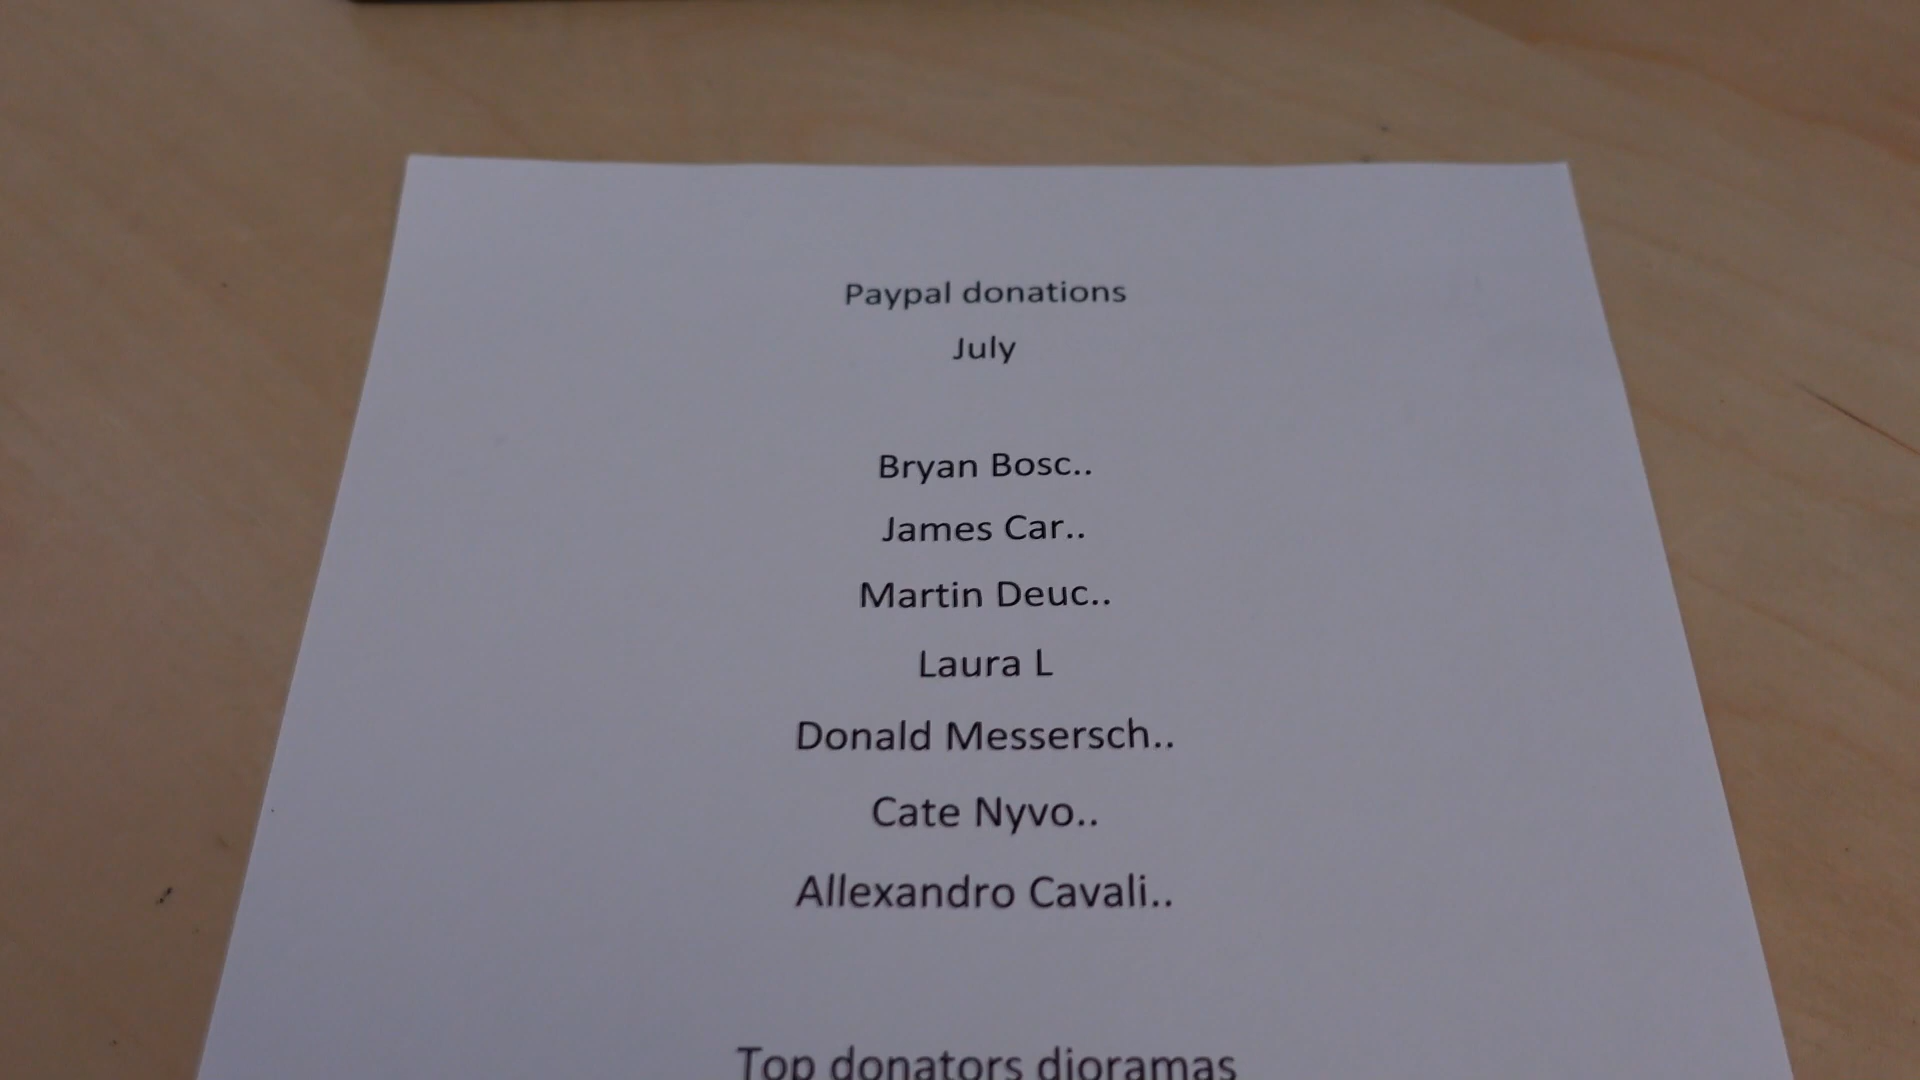 Paypal donations
July
Bryan Bosc..
James Car..
Martin Deuc..
Laura L
Donald Messersch..
Cate Nyvo..
Allexandro Cavali..
Top donators dioramas